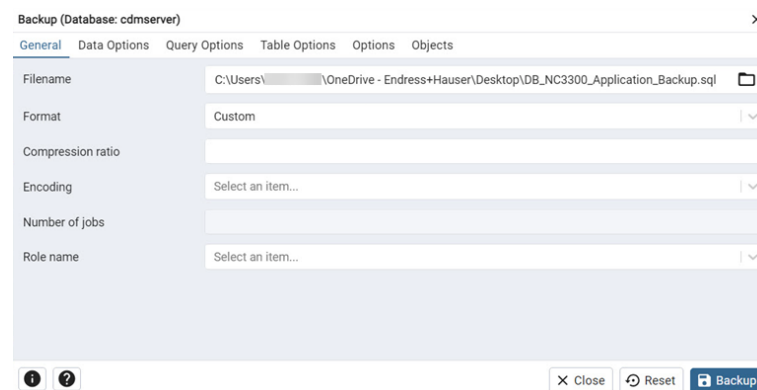 Backup (Database: cdmserver)
General Data Options Query Options Table Options Options Objects
Filename C:\Users\ \OneDrive - Endress+Hauser\Desktop\DB_NC3300_Application_Backup.sql
Format Custom
Compression ratio
Encoding Select an item...
Number of jobs
Role name Select an item...
Close Reset Backup